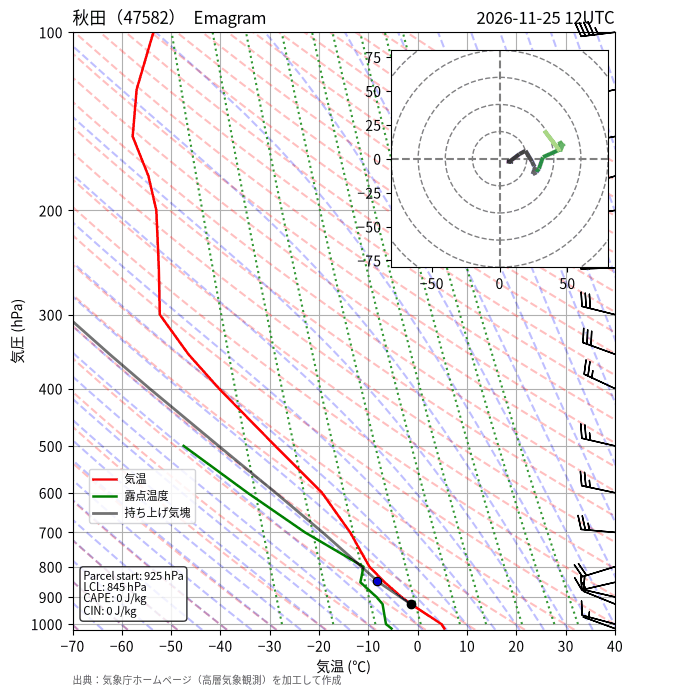 秋田（47582）　Emagram
2026-11-25 12UTC
気圧 (hPa)
100
200
300
400
500
600
700
800
900
1000
75
50
25
0
−25
−50
−75
−50
0
50
気温
露点温度
持ち上げ気塊
Parcel start: 925 hPa
LCL: 845 hPa
CAPE: 0 J/kg
CIN: 0 J/kg
−70
−60
−50
−40
−30
−20
−10
0
10
20
30
40
気温 (℃)
出典：気象庁ホームページ（高層気象観測）を加工して作成